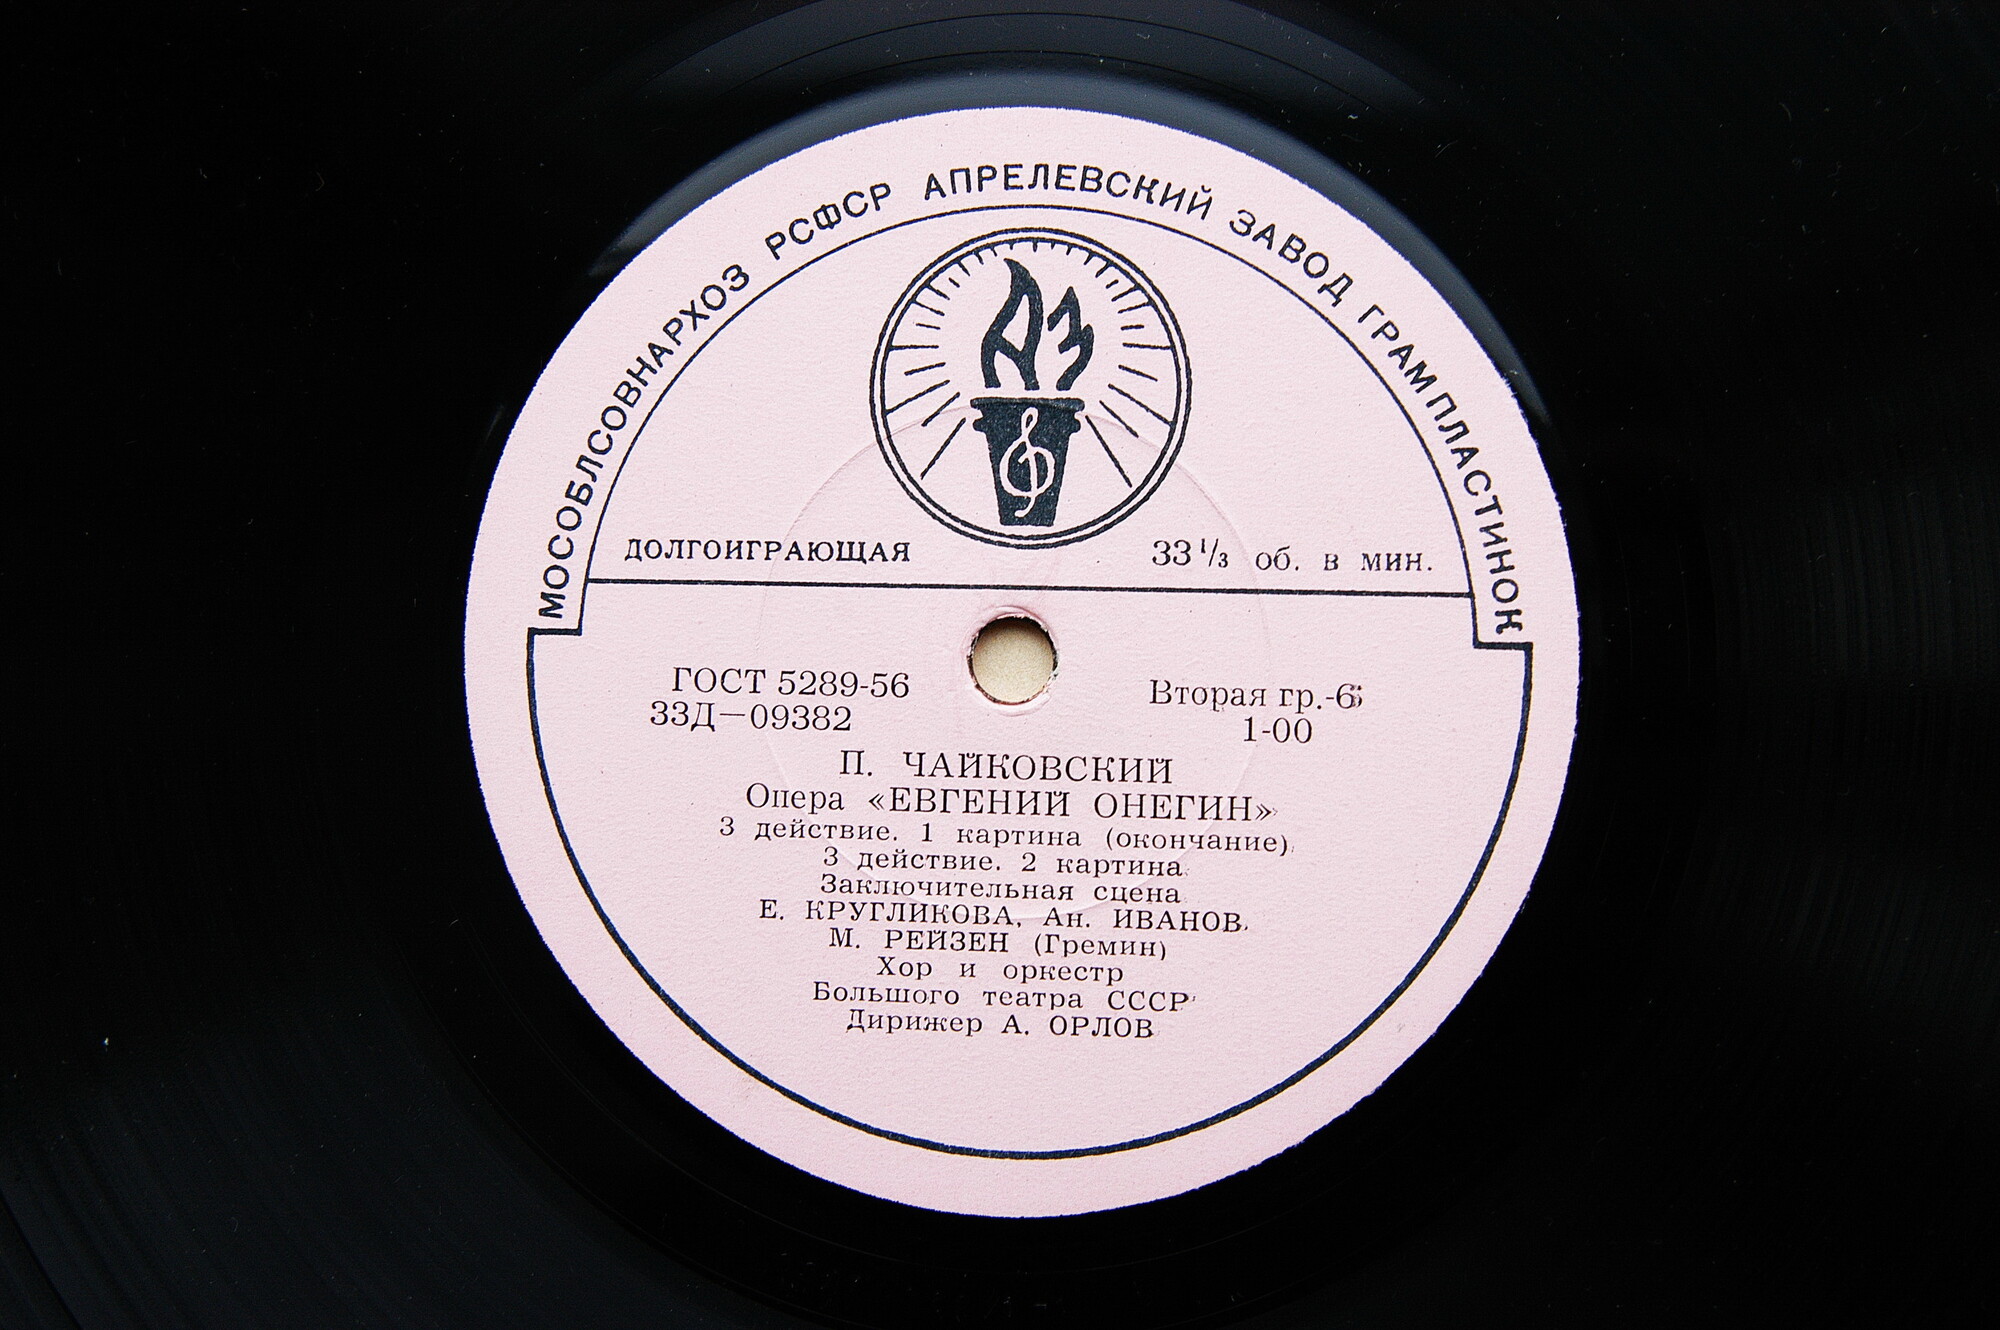 МОСОБЛСОВНАРХОЗ РСФСР АПРЕЛЕВСКИЙ ЗАВОД ГРАМПЛАСТИНОК
АЗ
ДОЛГОИГРАЮЩАЯ 33 1/3 об. в мин.
ГОСТ 5289-56 Вторая гр.-6
33Д—09382 1-00
П. ЧАЙКОВСКИЙ
Опера «ЕВГЕНИЙ ОНЕГИН»
3 действие. 1 картина (окончание)
3 действие. 2 картина
Заключительная сцена
Е. КРУГЛИКОВА, Ан. ИВАНОВ,
М. РЕЙЗЕН (Гремин)
Хор и оркестр
Большого театра СССР
Дирижер А. ОРЛОВ